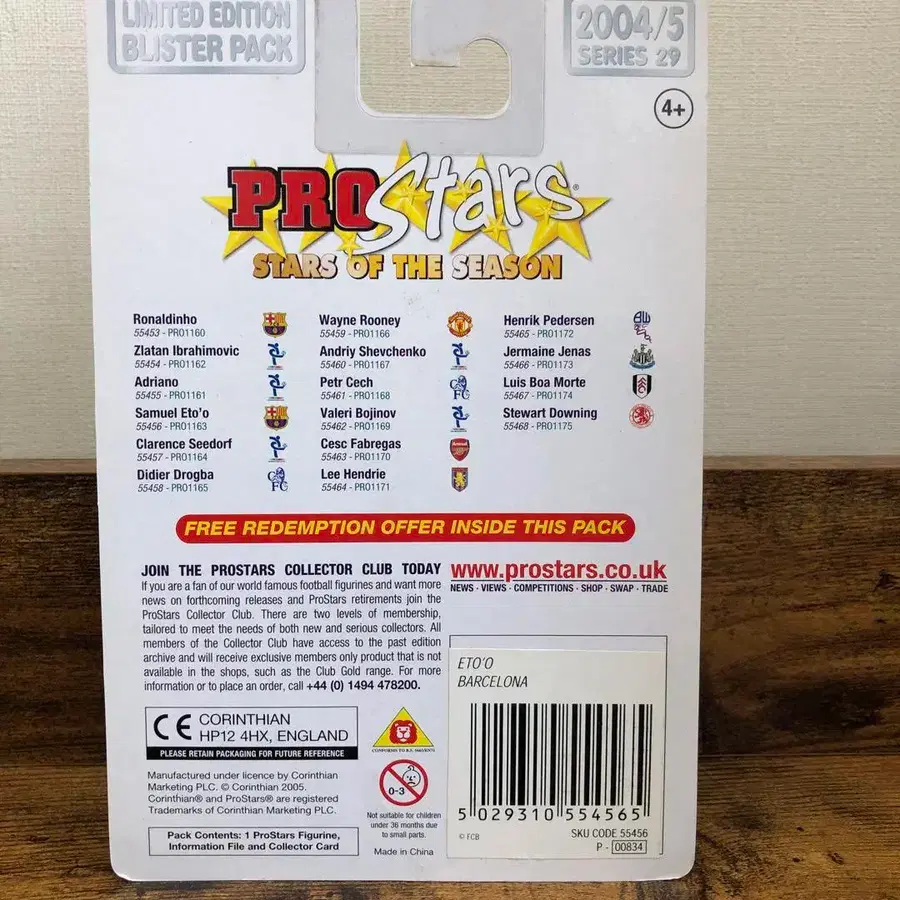 LIMITED EDITION
BLISTER PACK
2004/5
SERIES 29
4+
PROStars®
STARS OF THE SEASON
Ronaldinho
55453 - PRO1160
Zlatan Ibrahimovic
55454 - PRO1162
Adriano
55455 - PRO1161
Samuel Eto'o
55456 - PRO1163
Clarence Seedorf
55457 - PRO1164
Didier Drogba
55458 - PRO1165
Wayne Rooney
55459 - PRO1166
Andriy Shevchenko
55460 - PRO1167
Petr Cech
55461 - PRO1168
Valeri Bojinov
55462 - PRO1169
Cesc Fabregas
55463 - PRO1170
Lee Hendrie
55464 - PRO1171
Henrik Pedersen
55465 - PRO1172
Jermaine Jenas
55466 - PRO1173
Luis Boa Morte
55467 - PRO1174
Stewart Downing
55468 - PRO1175
FREE REDEMPTION OFFER INSIDE THIS PACK
JOIN THE PROSTARS COLLECTOR CLUB TODAY
If you are a fan of our world famous football figurines and want more
news on forthcoming releases and ProStars retirements join the
ProStars Collector Club. There are two levels of membership,
tailored to meet the needs of both new and serious collectors. All
members of the Collector Club have access to the past edition
archive and will receive exclusive members only product that is not
available in the shops, such as the Club Gold range. For more
information or to place an order, call +44 (0) 1494 478200.
www.prostars.co.uk
NEWS · VIEWS · COMPETITIONS · SHOP · SWAP · TRADE
CE CORINTHIAN
HP12 4HX, ENGLAND
PLEASE RETAIN PACKAGING FOR FUTURE REFERENCE
Manufactured under licence by Corinthian
Marketing PLC. © Corinthian 2005.
Corinthian® and ProStars® are registered
Trademarks of Corinthian Marketing PLC.
Pack Contents: 1 ProStars Figurine,
Information File and Collector Card
0-3
Not suitable for children
under 36 months due
to small parts.
Made in China
ETO'O
BARCELONA
5 029310 554565
© FCB
SKU CODE 55456
P - 00834